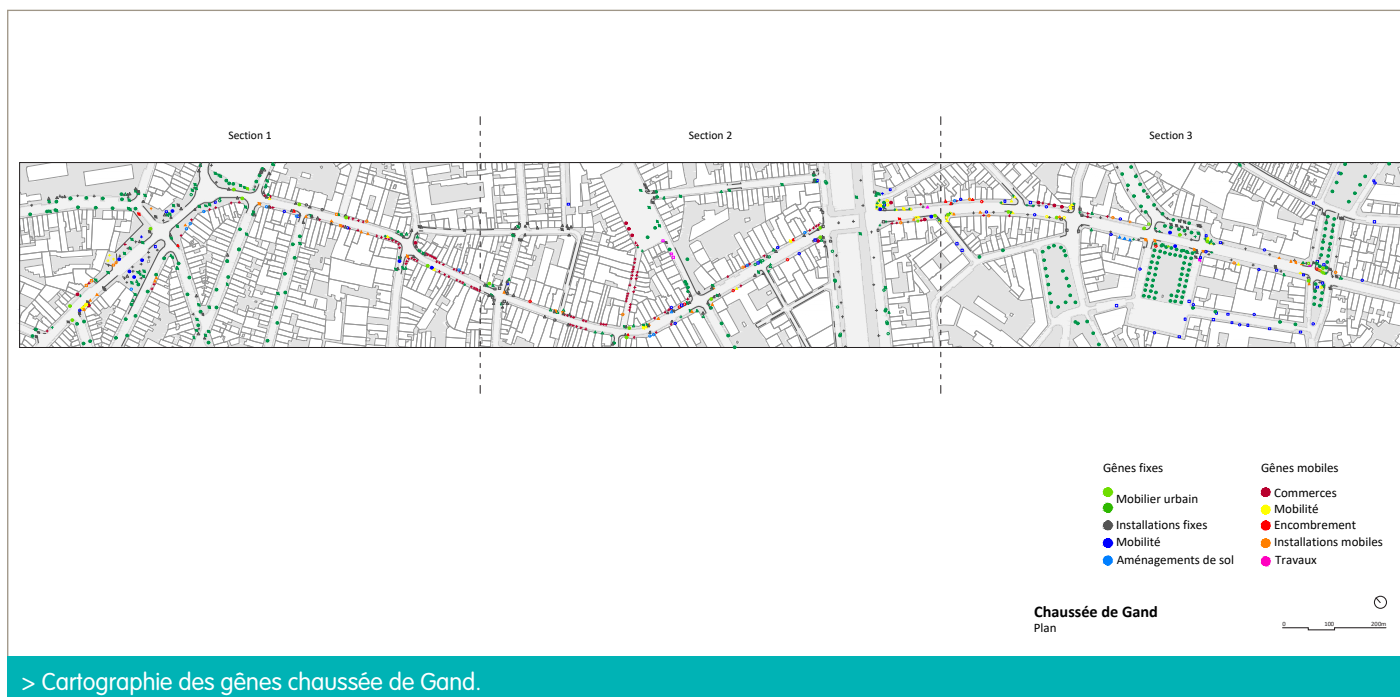 Section 1
Section 2
Section 3
Gênes fixes
Gênes mobiles
Mobilier urbain
Installations fixes
Mobilité
Aménagements de sol
Commerces
Mobilité
Encombrement
Installations mobiles
Travaux
Chaussée de Gand
Plan
0 100 200m
> Cartographie des gênes chaussée de Gand.